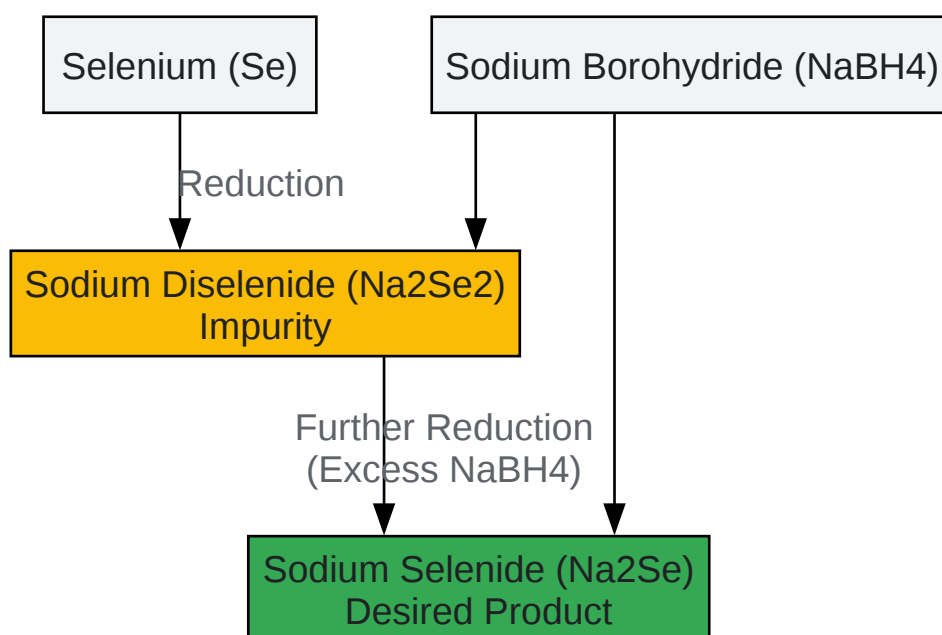 Selenium (Se)
Sodium Borohydride (NaBH4)
Reduction
Sodium Diselenide (Na2Se2)
Impurity
Further Reduction
(Excess NaBH4)
Sodium Selenide (Na2Se)
Desired Product